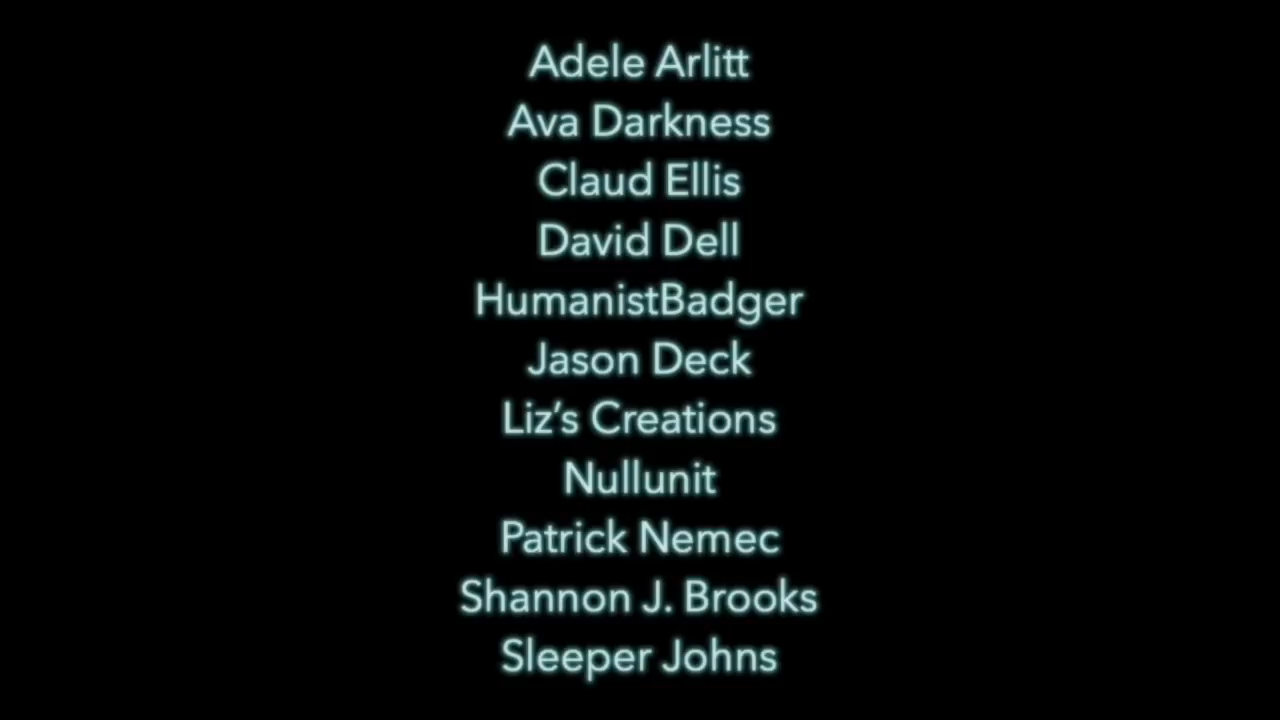 Adele Arlitt
Ava Darkness
Claud Ellis
David Dell
HumanistBadger
Jason Deck
Liz’s Creations
Nullunit
Patrick Nemec
Shannon J. Brooks
Sleeper Johns